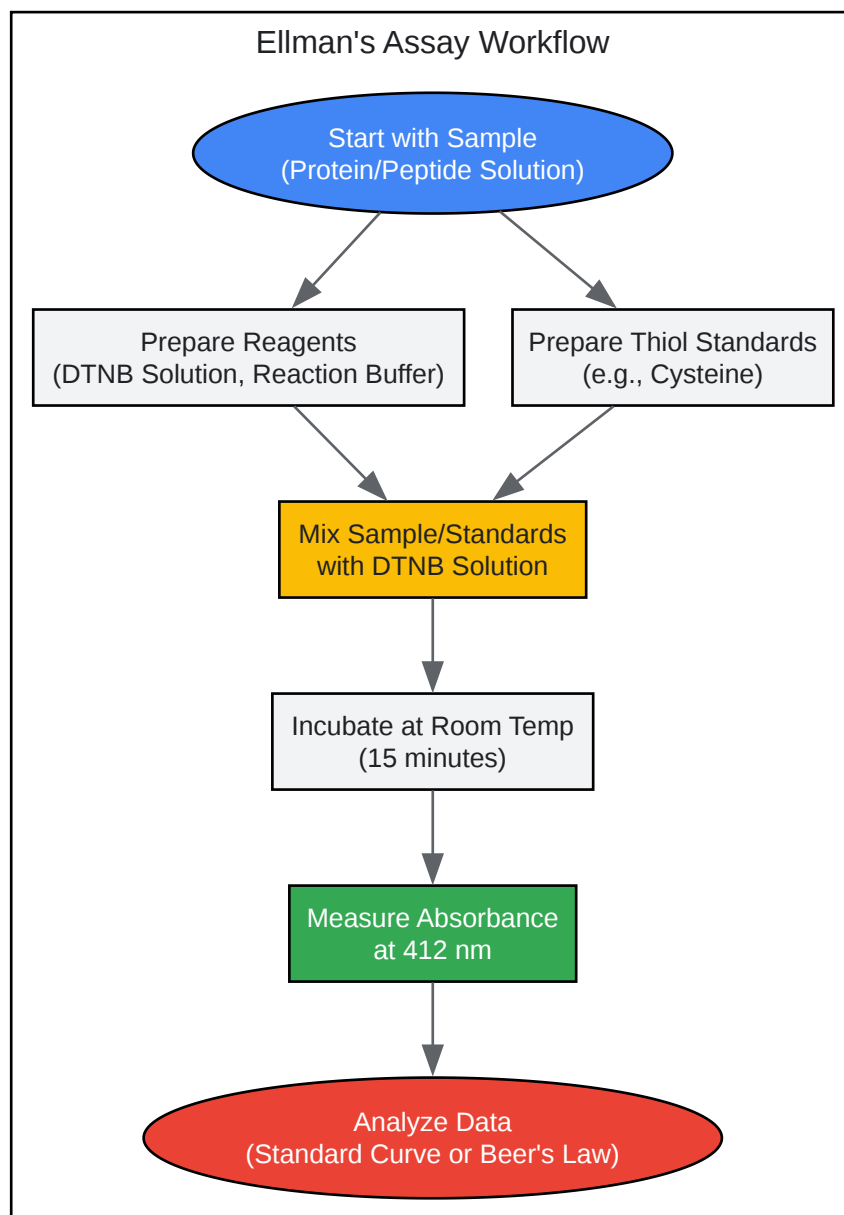 Ellman's Assay Workflow
Start with Sample
(Protein/Peptide Solution)
Prepare Reagents
(DTNB Solution, Reaction Buffer)
Prepare Thiol Standards
(e.g., Cysteine)
Mix Sample/Standards
with DTNB Solution
Incubate at Room Temp
(15 minutes)
Measure Absorbance
at 412 nm
Analyze Data
(Standard Curve or Beer's Law)